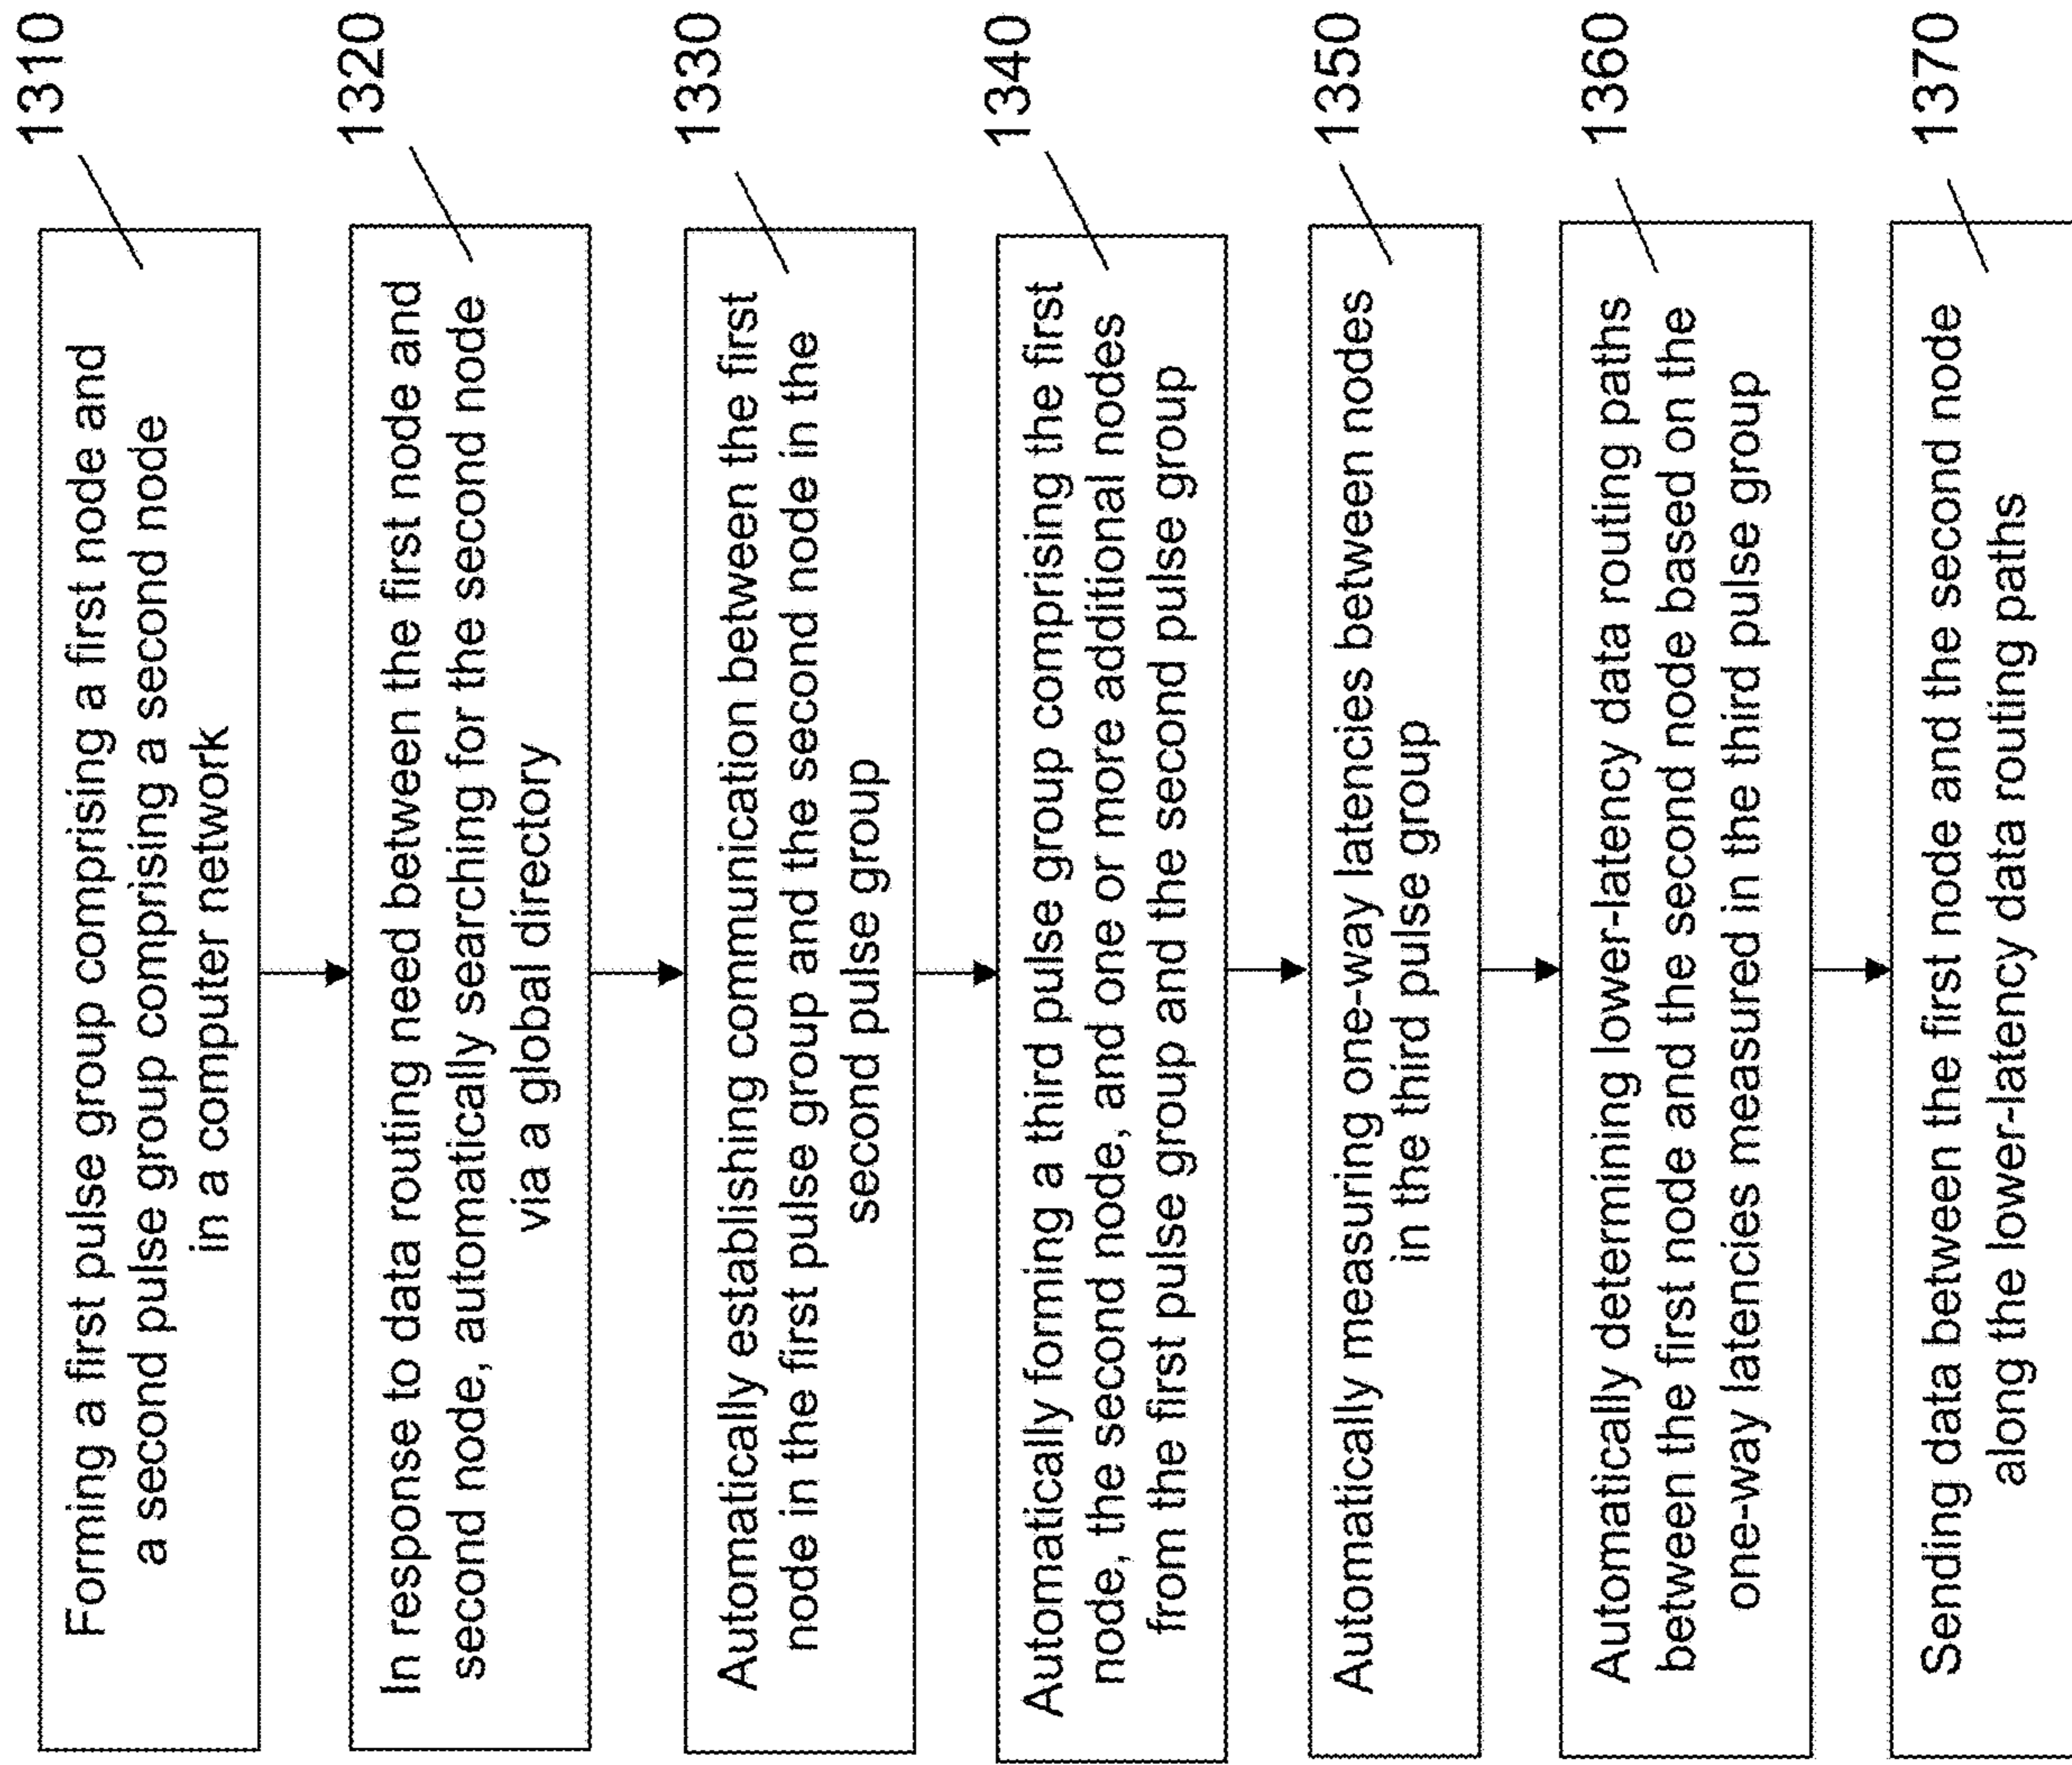 Forming a first pulse group comprising a first node and
a second pulse group comprising a second node
in a computer network
1310
In response to data routing need between the first node and
second node, automatically searching for the second node
via a global directory
1320
Automatically establishing communication between the first
node in the first pulse group and the second node in the
second pulse group
1330
Automatically forming a third pulse group comprising the first
node, the second node, and one or more additional nodes
from the first pulse group and the second pulse group
1340
Automatically measuring one-way latencies between nodes
in the third pulse group
1350
Automatically determining lower-latency data routing paths
between the first node and the second node based on the
one-way latencies measured in the third pulse group
1360
Sending data between the first node and the second node
along the lower-latency data routing paths
1370